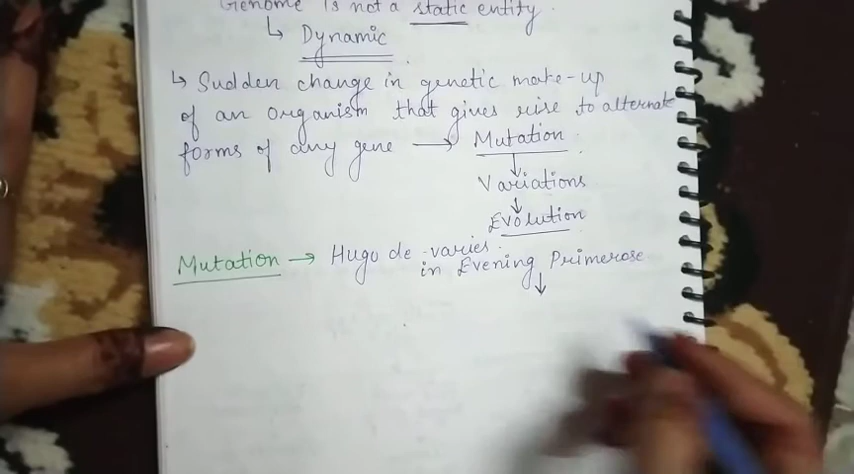 Genome is not a static entity.
↳ Dynamic.
↳ Sudden change in genetic make-up
of an organism that gives rise to alternate
forms of any gene → Mutation.
↓
Variations
↓
Evolution
Mutation → Hugo de-varies.
in Evening Primerose
↓